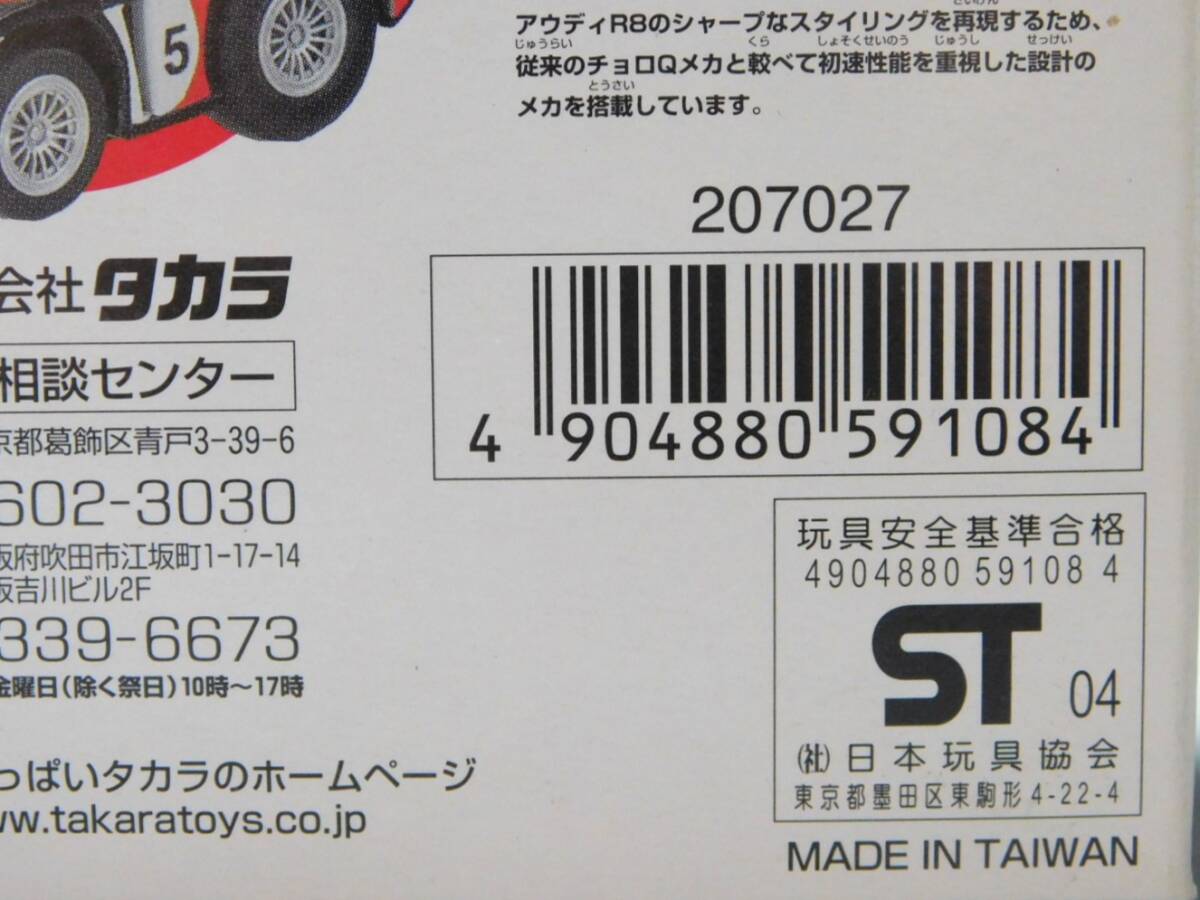 さいげん
アウディR8のシャープなスタイリングを再現するため、
じゅうらい くら しょそくせいのう じゅうし せっけい
従来のチョロQメカと較べて初速性能を重視した設計の
とうさい
メカを搭載しています。
5
207027
4 904880 591084
会社 タカラ
相談センター
京都葛飾区青戸3-39-6
602-3030
阪府吹田市江坂町1-17-14
阪吉川ビル2F
339-6673
金曜日(除く祭日)10時〜17時
っぱいタカラのホームページ
ww.takaratoys.co.jp
玩具安全基準合格
4904880 59108 4
ST 04
(社)日本玩具協会
東京都墨田区東駒形4-22-4
MADE IN TAIWAN